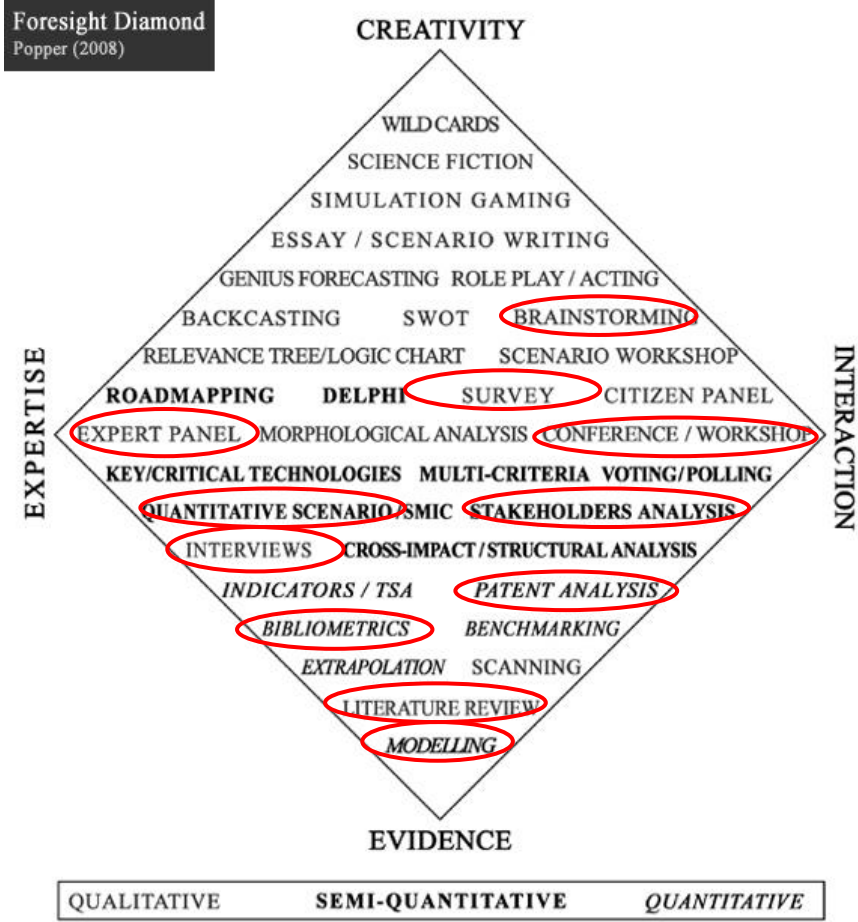 Foresight Diamond
Popper (2008)
CREATIVITY
WILD CARDS
SCIENCE FICTION
SIMULATION GAMING
ESSAY / SCENARIO WRITING
GENIUS FORECASTING ROLE PLAY / ACTING
BACKCASTING SWOT BRAINSTORMING
RELEVANCE TREE/LOGIC CHART SCENARIO WORKSHOP
ROADMAPPING DELPHI SURVEY CITIZEN PANEL
EXPERT PANEL MORPHOLOGICAL ANALYSIS CONFERENCE / WORKSHOP
KEY/CRITICAL TECHNOLOGIES MULTI-CRITERIA VOTING/POLLING
QUANTITATIVE SCENARIO/SMIC STAKEHOLDERS ANALYSIS
INTERVIEWS CROSS-IMPACT / STRUCTURAL ANALYSIS
INDICATORS / TSA PATENT ANALYSIS
BIBLIOMETRICS BENCHMARKING
EXTRAPOLATION SCANNING
LITERATURE REVIEW
MODELLING
EXPERTISE
INTERACTION
EVIDENCE
QUALITATIVE SEMI-QUANTITATIVE QUANTITATIVE